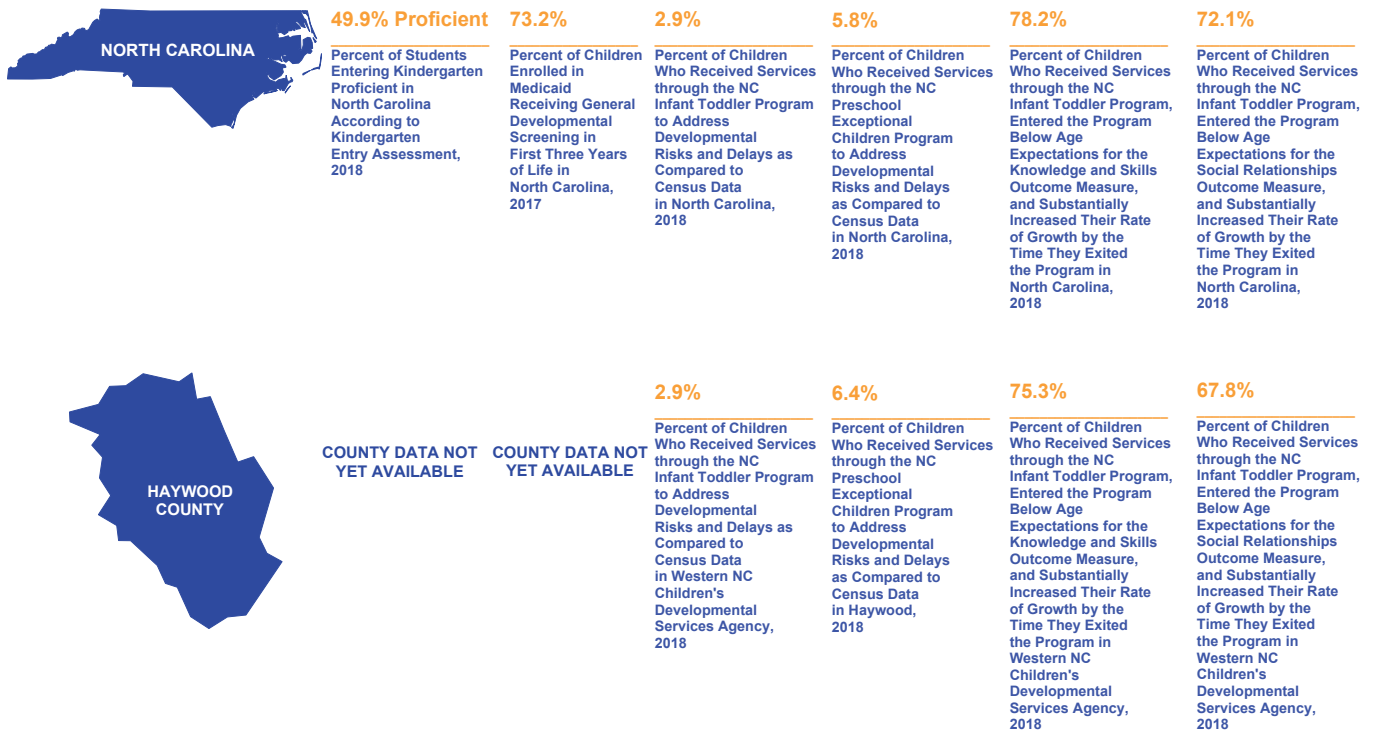 NORTH CAROLINA
49.9% Proficient
Percent of Students
Entering Kindergarten
Proficient in
North Carolina
According to
Kindergarten
Entry Assessment,
2018
73.2%
Percent of Children
Enrolled in
Medicaid
Receiving General
Developmental
Screening in
First Three Years
of Life in
North Carolina,
2017
2.9%
Percent of Children
Who Received Services
through the NC
Infant Toddler Program
to Address
Developmental
Risks and Delays as
Compared to
Census Data
in North Carolina,
2018
5.8%
Percent of Children
Who Received Services
through the NC
Preschool
Exceptional
Children Program
to Address
Developmental
Risks and Delays
as Compared to
Census Data
in North Carolina,
2018
78.2%
Percent of Children
Who Received Services
through the NC
Infant Toddler Program,
Entered the Program
Below Age
Expectations for the
Knowledge and Skills
Outcome Measure,
and Substantially
Increased Their Rate
of Growth by the
Time They Exited
the Program in
North Carolina,
2018
72.1%
Percent of Children
Who Received Services
through the NC
Infant Toddler Program,
Entered the Program
Below Age
Expectations for the
Social Relationships
Outcome Measure,
and Substantially
Increased Their Rate
of Growth by the
Time They Exited
the Program in
North Carolina,
2018
HAYWOOD
COUNTY
COUNTY DATA NOT
YET AVAILABLE
COUNTY DATA NOT
YET AVAILABLE
2.9%
Percent of Children
Who Received Services
through the NC
Infant Toddler Program
to Address
Developmental
Risks and Delays as
Compared to
Census Data
in Western NC
Children's
Developmental
Services Agency,
2018
6.4%
Percent of Children
Who Received Services
through the NC
Preschool
Exceptional
Children Program
to Address
Developmental
Risks and Delays
as Compared to
Census Data
in Haywood,
2018
75.3%
Percent of Children
Who Received Services
through the NC
Infant Toddler Program,
Entered the Program
Below Age
Expectations for the
Knowledge and Skills
Outcome Measure,
and Substantially
Increased Their Rate
of Growth by the
Time They Exited
the Program in
Western NC
Children's
Developmental
Services Agency,
2018
67.8%
Percent of Children
Who Received Services
through the NC
Infant Toddler Program,
Entered the Program
Below Age
Expectations for the
Social Relationships
Outcome Measure,
and Substantially
Increased Their Rate
of Growth by the
Time They Exited
the Program in
Western NC
Children's
Developmental
Services Agency,
2018